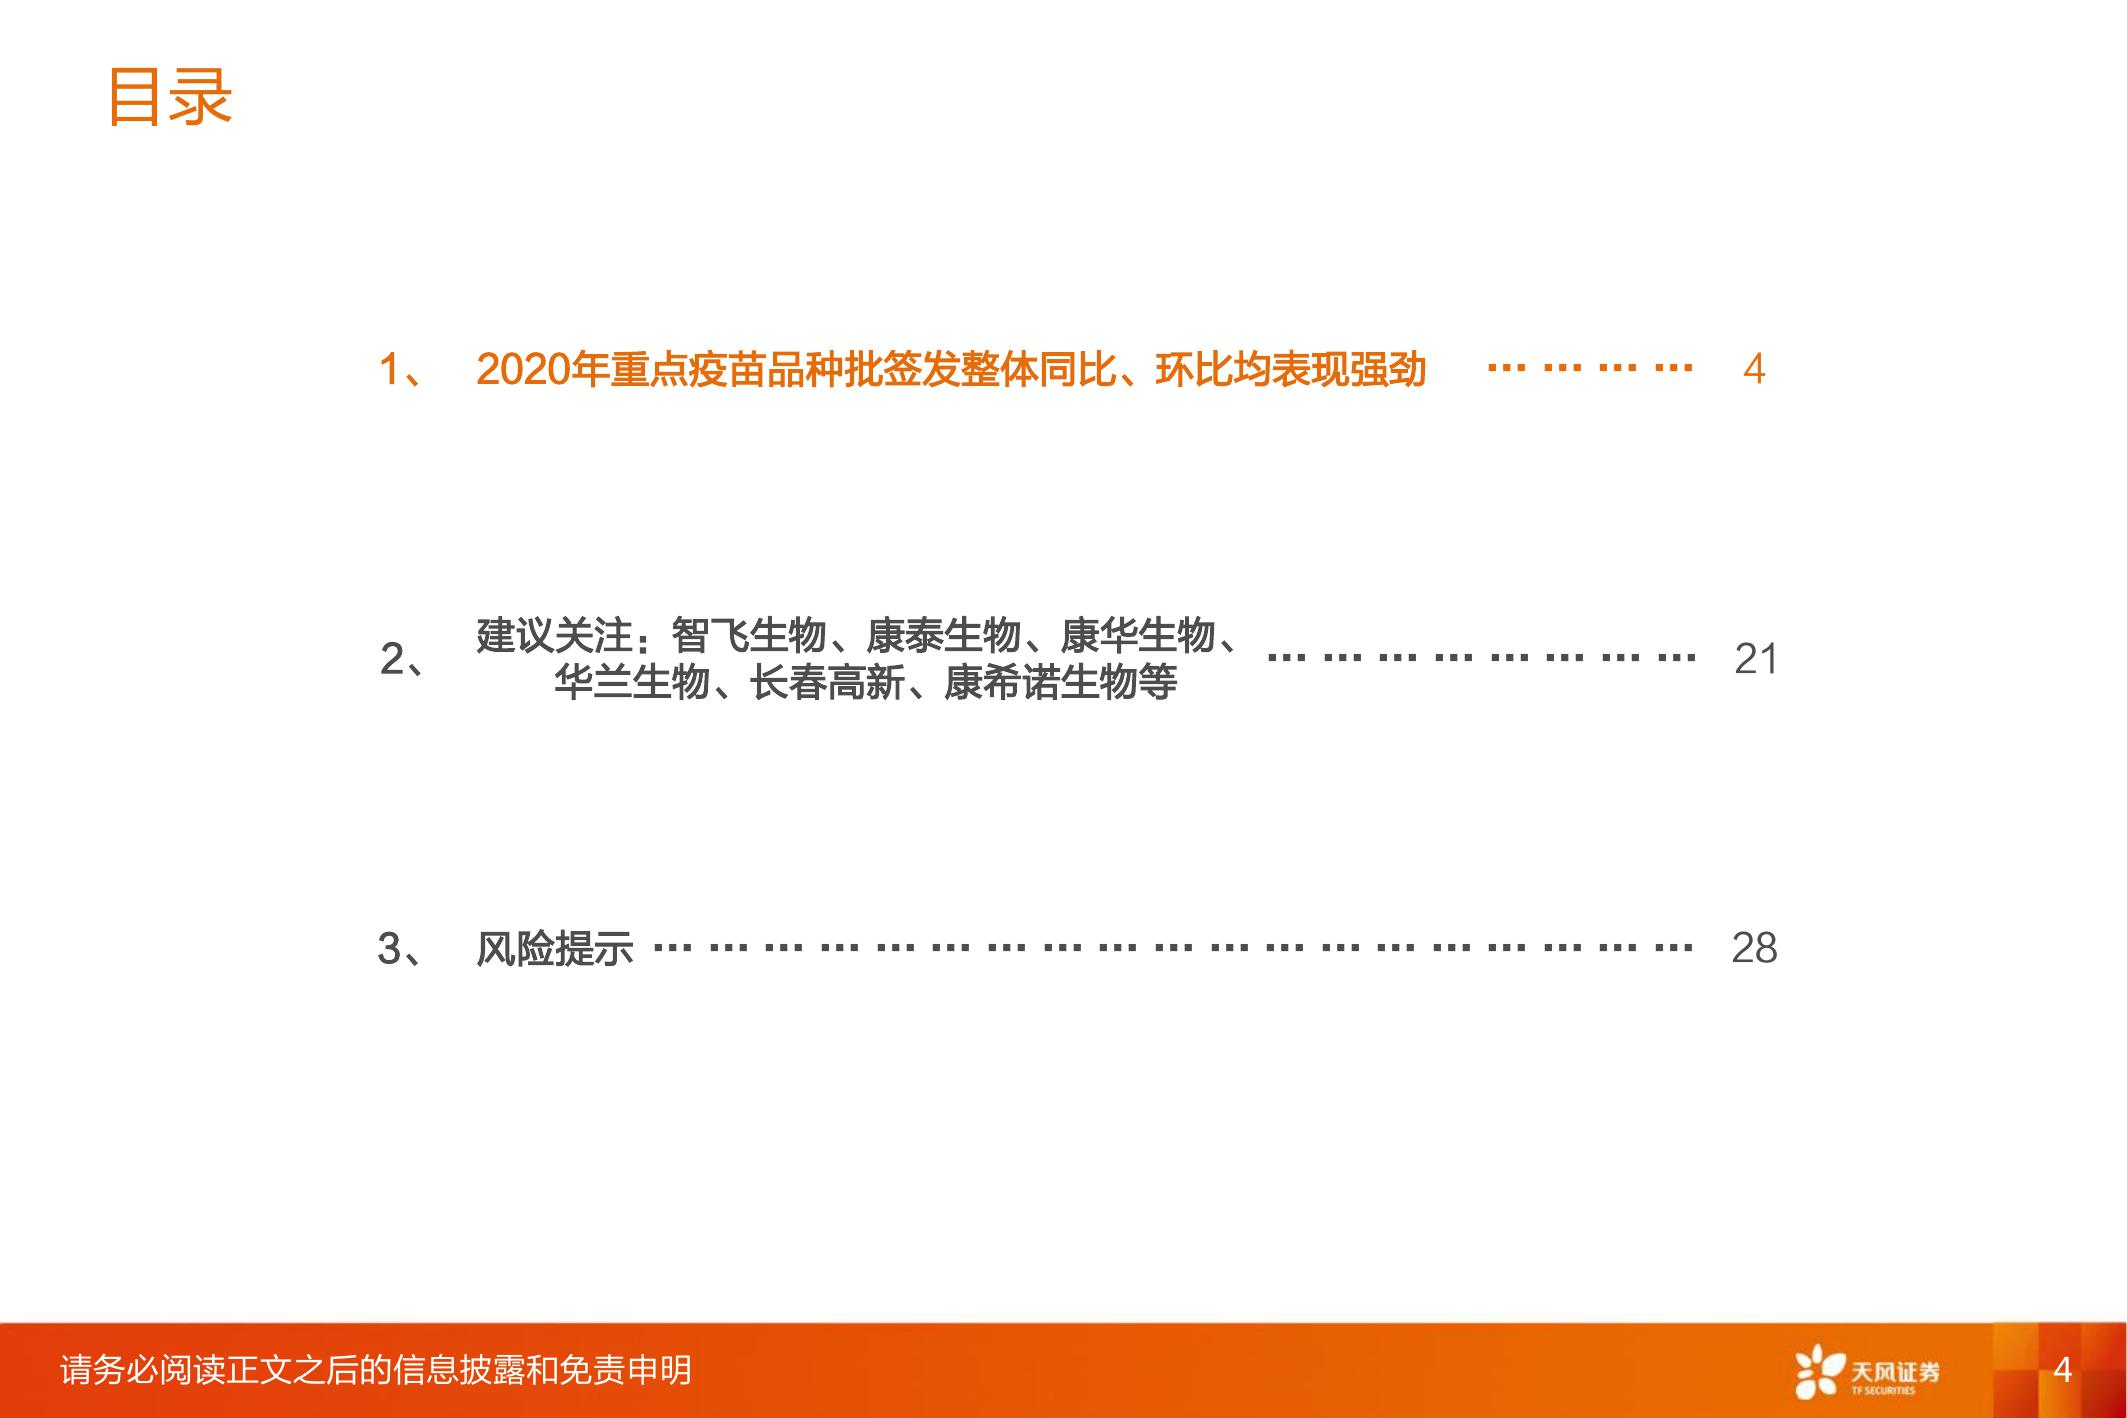 目录
1、 2020年重点疫苗品种批签发整体同比、环比均表现强劲 … … … … 4
2、 建议关注：智飞生物、康泰生物、康华生物、
华兰生物、长春高新、康希诺生物等 … … … … … … … … 21
3、 风险提示 … … … … … … … … … … … … … … … … … … … 28
请务必阅读正文之后的信息披露和免责申明
天风证券
TF SECURITIES
4